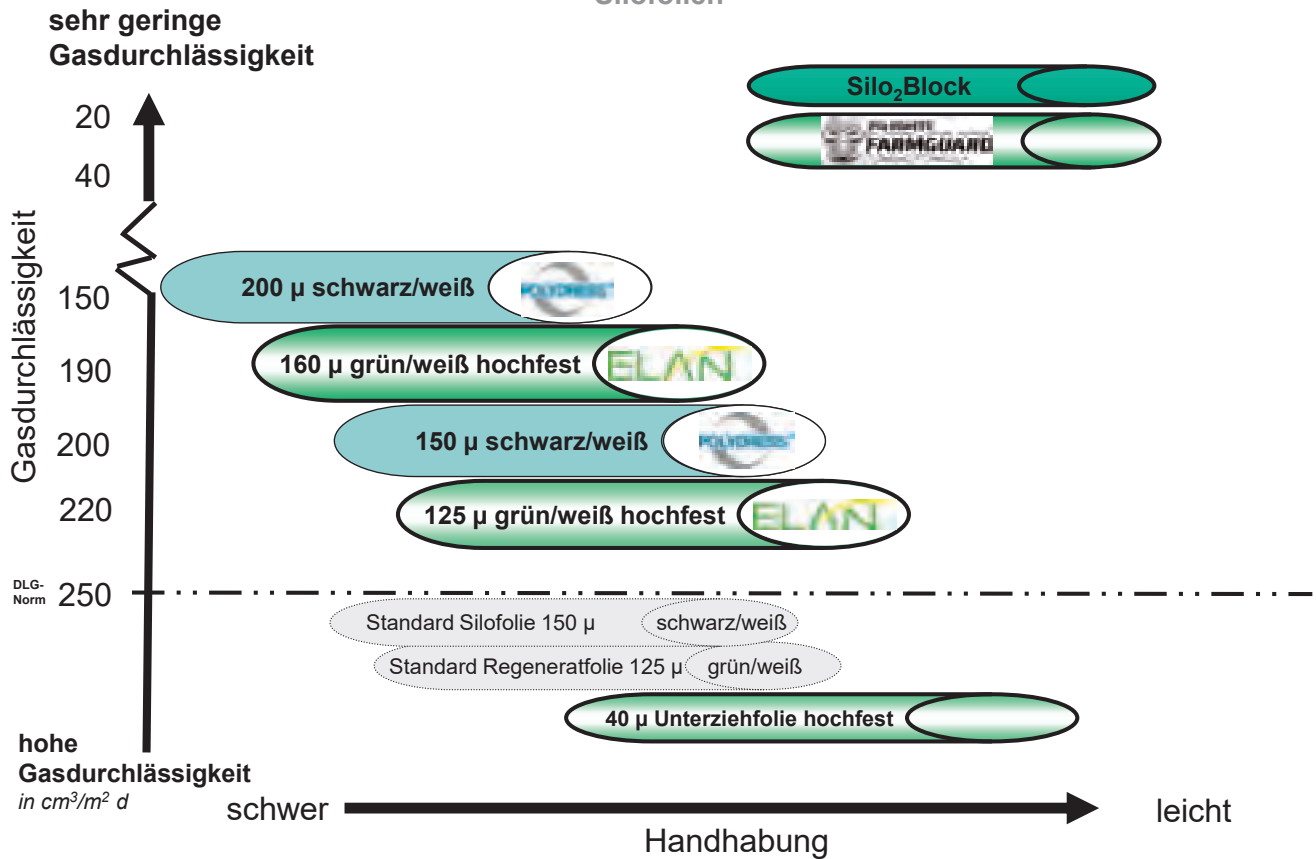 sehr geringe
Gasdurchlässigkeit
Silo₂Block
20
FARMGUARD
40
Gasdurchlässigkeit
150
200 µ schwarz/weiß
POLYDRESS
190
160 µ grün/weiß hochfest
ELAN
200
150 µ schwarz/weiß
POLYDRESS
220
125 µ grün/weiß hochfest
ELAN
DLG-
Norm
250
Standard Silofolie 150 µ
schwarz/weiß
Standard Regeneratfolie 125 µ
grün/weiß
40 µ Unterziehfolie hochfest
hohe
Gasdurchlässigkeit
in cm³/m² d
schwer
leicht
Handhabung